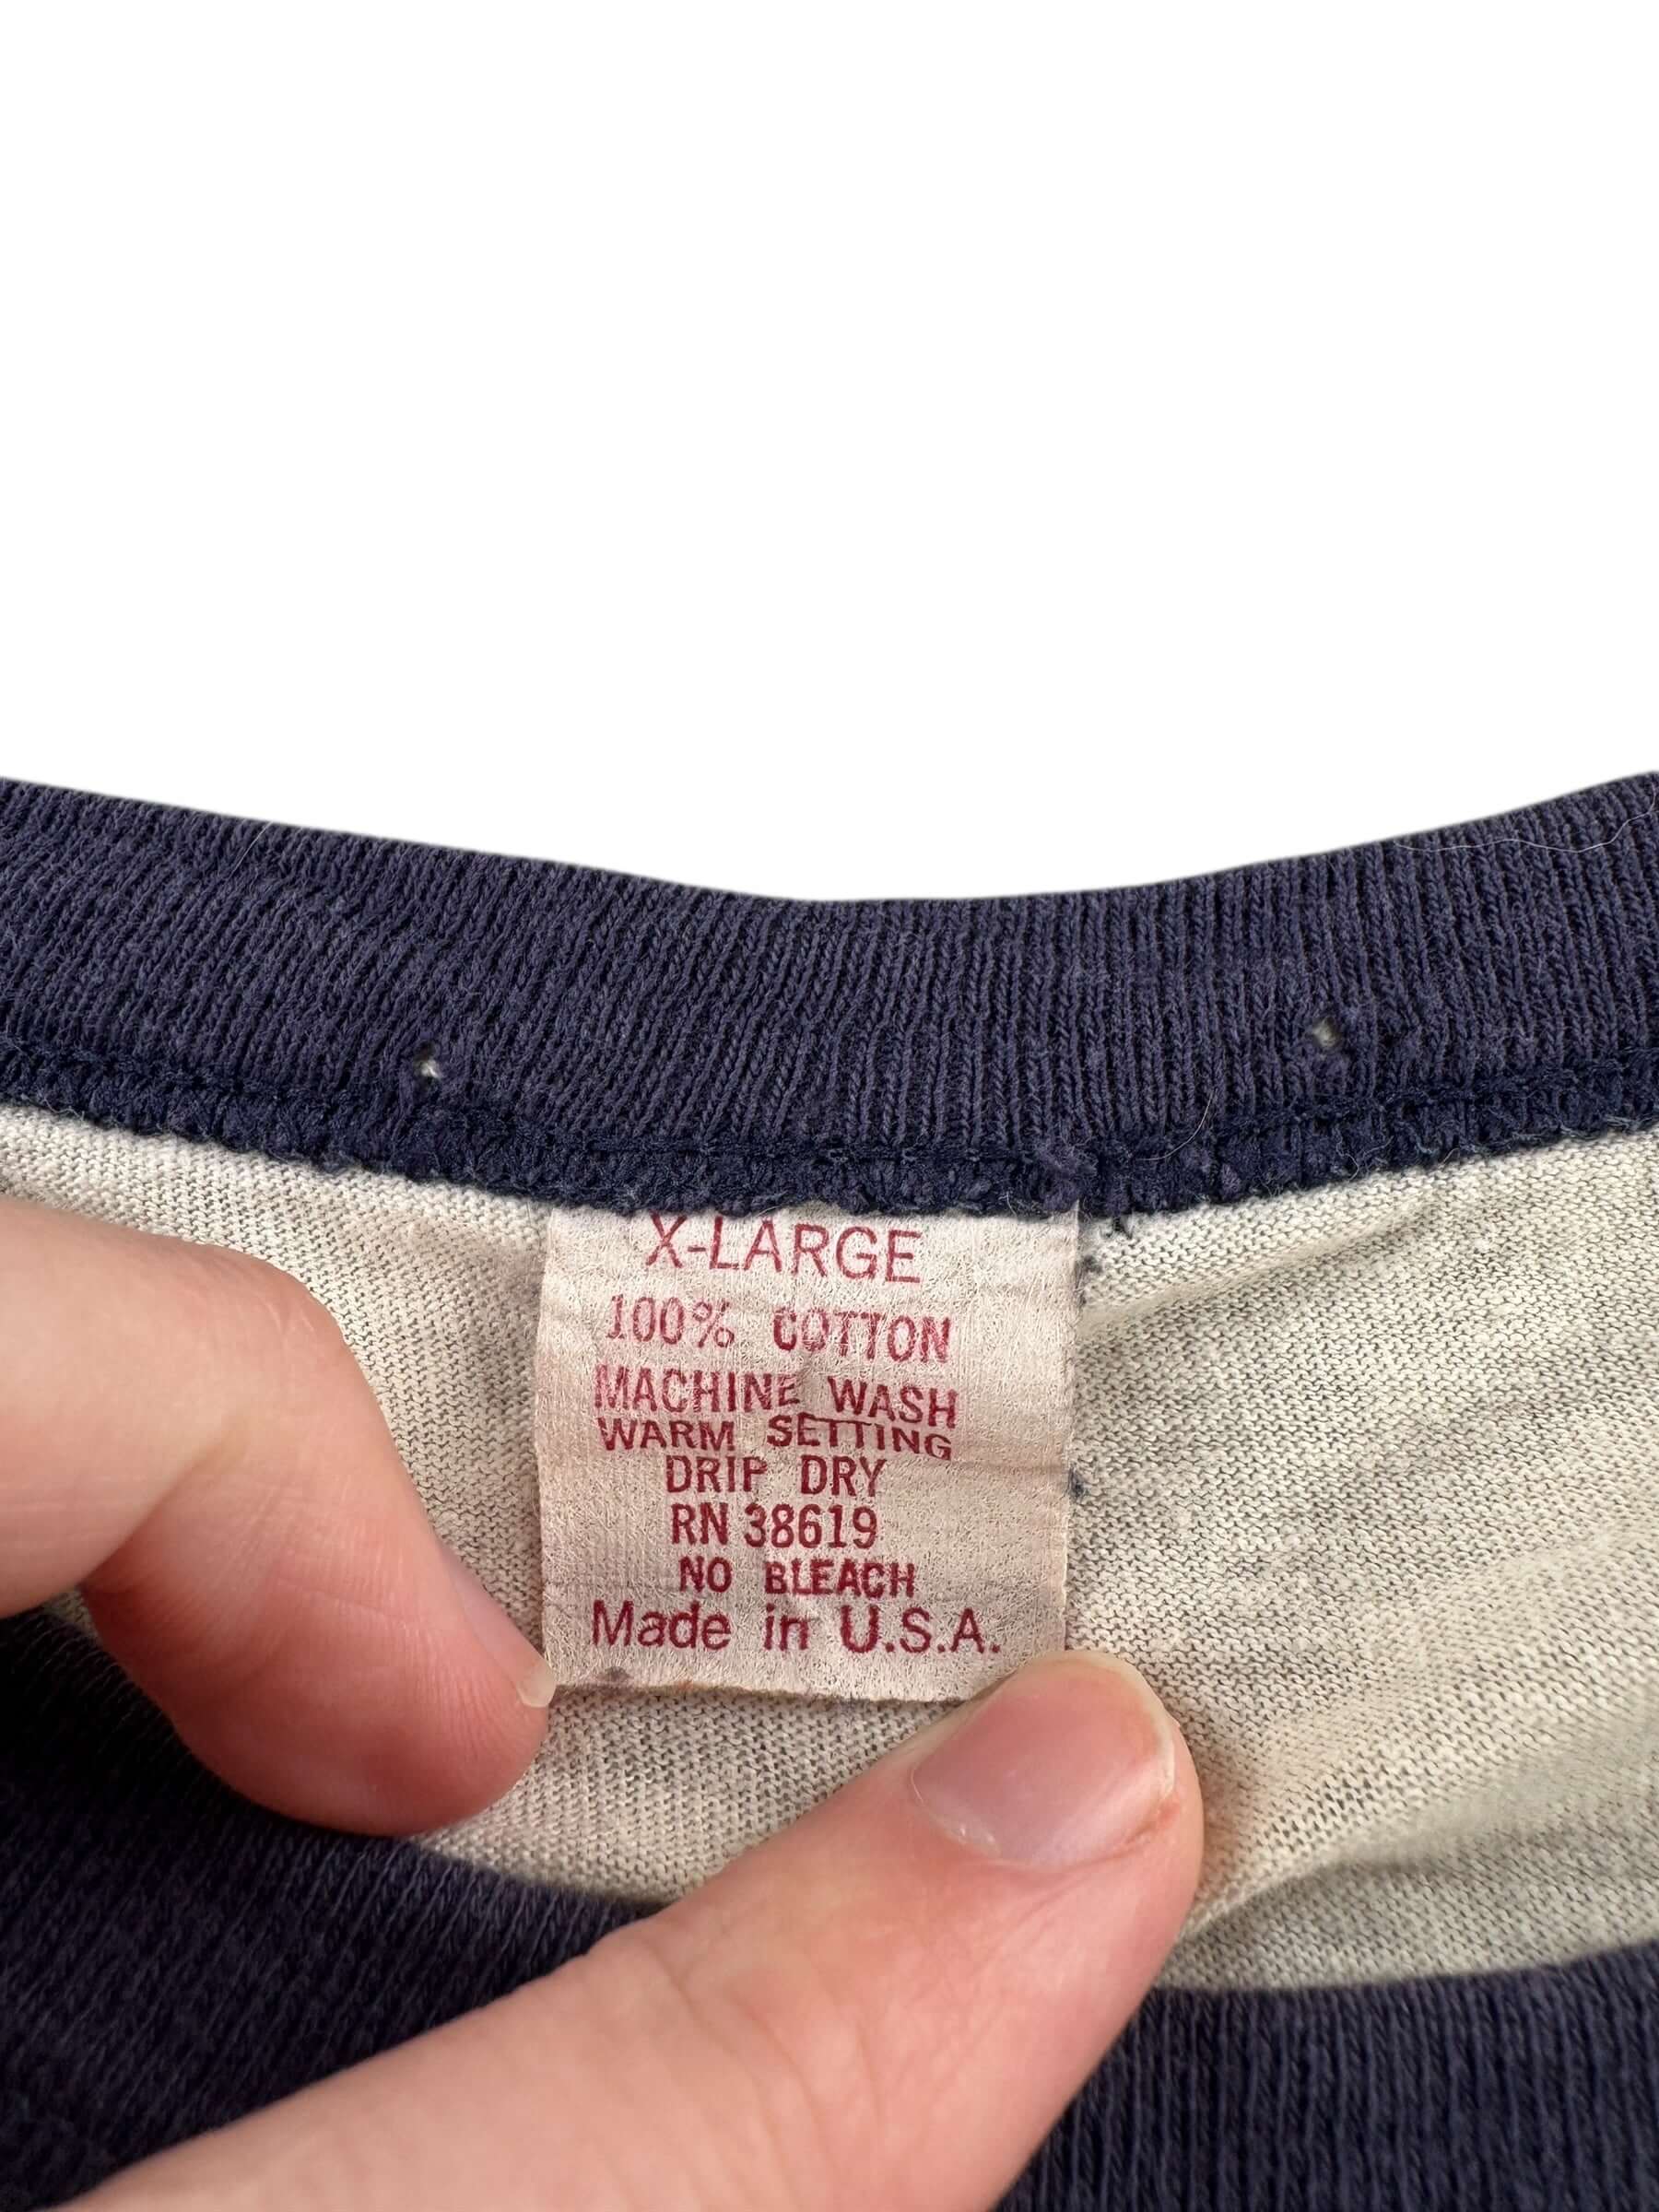 X-LARGE
100% COTTON
MACHINE WASH
WARM SETTING
DRIP DRY
RN 38619
NO BLEACH
Made in U.S.A.